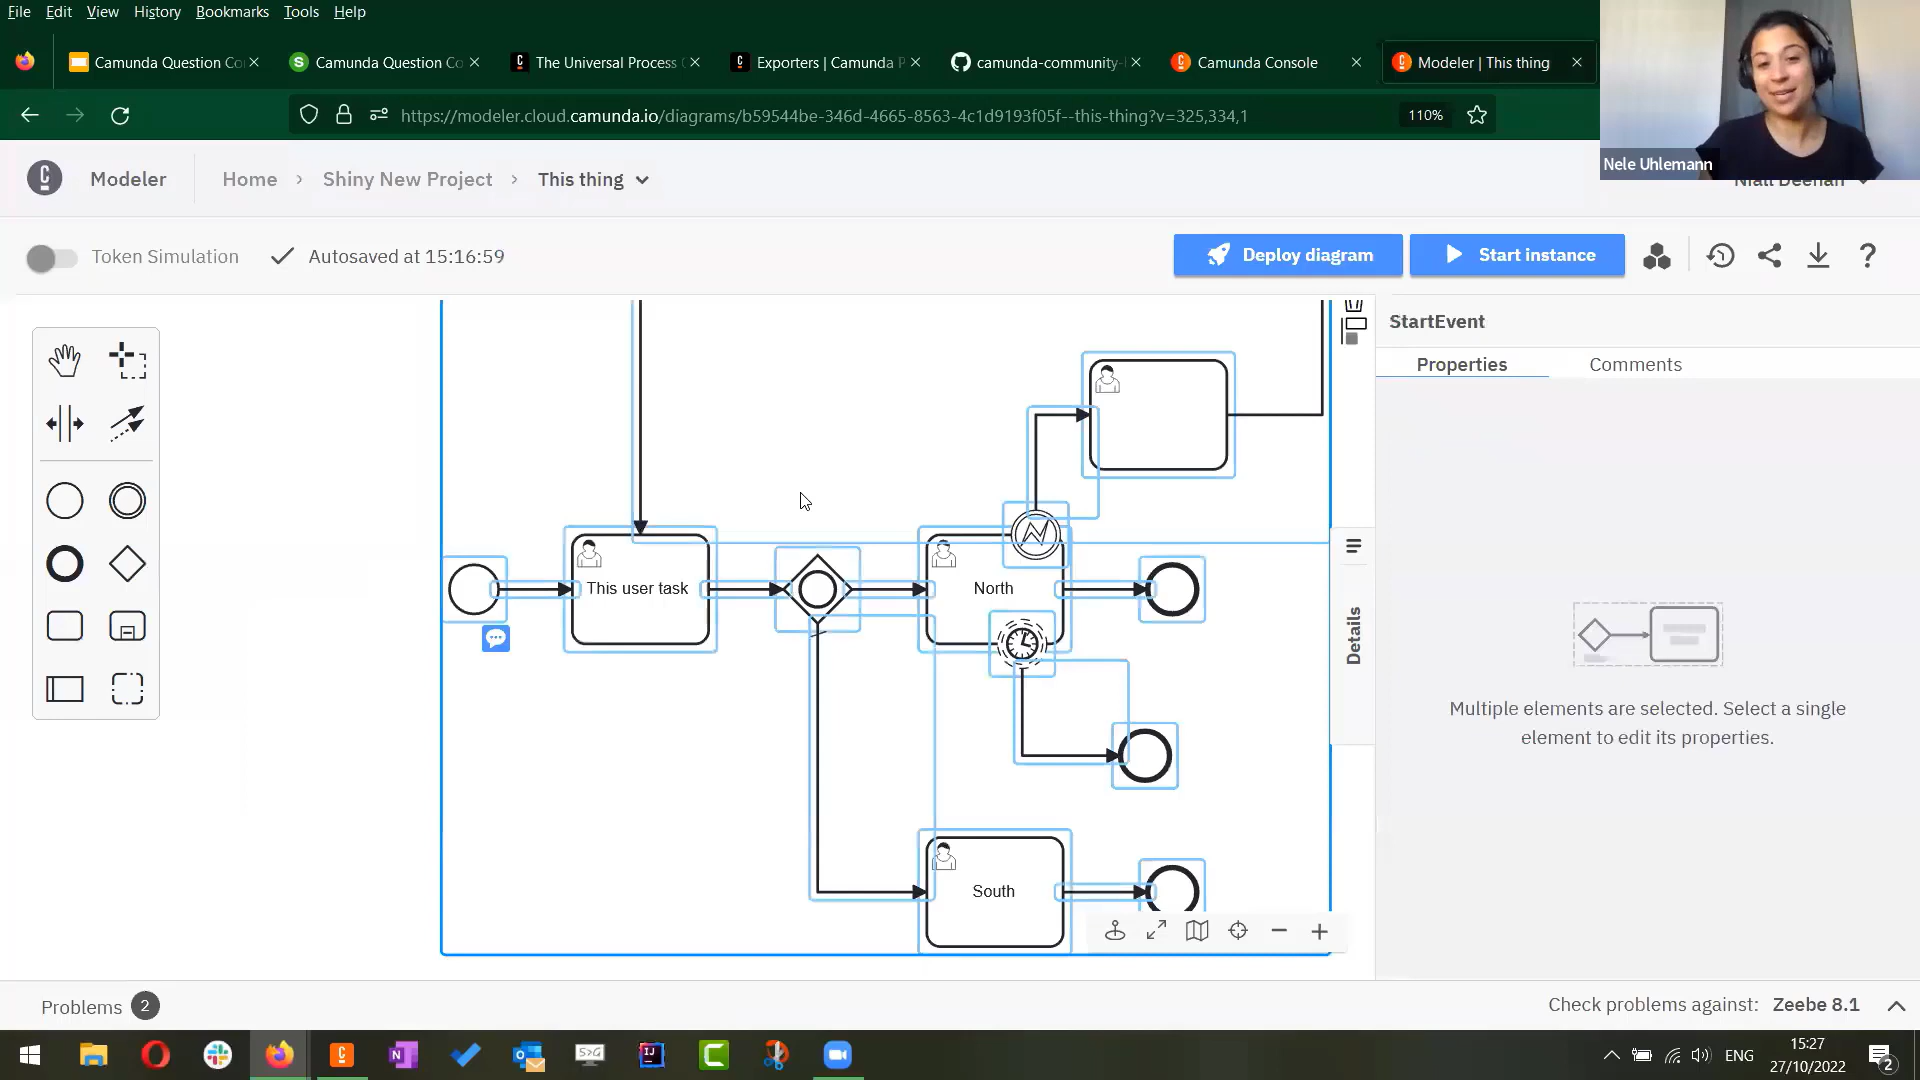 File Edit View History Bookmarks Tools Help
Camunda Question Co
Camunda Question Co
The Universal Process
Exporters | Camunda P
camunda-community-
Camunda Console
Modeler | This thing
https://modeler.cloud.camunda.io/diagrams/b59544be-346d-4665-8563-4c1d9193f05f--this-thing?v=325,334,1
110%
Nele Uhlemann
Modeler
Home › Shiny New Project › This thing
Niall Deehan
Token Simulation
Autosaved at 15:16:59
Deploy diagram
Start instance
StartEvent
Properties
Comments
This user task
North
South
Details
Multiple elements are selected. Select a single
element to edit its properties.
Problems 2
Check problems against: Zeebe 8.1
ENG
15:27
27/10/2022
2